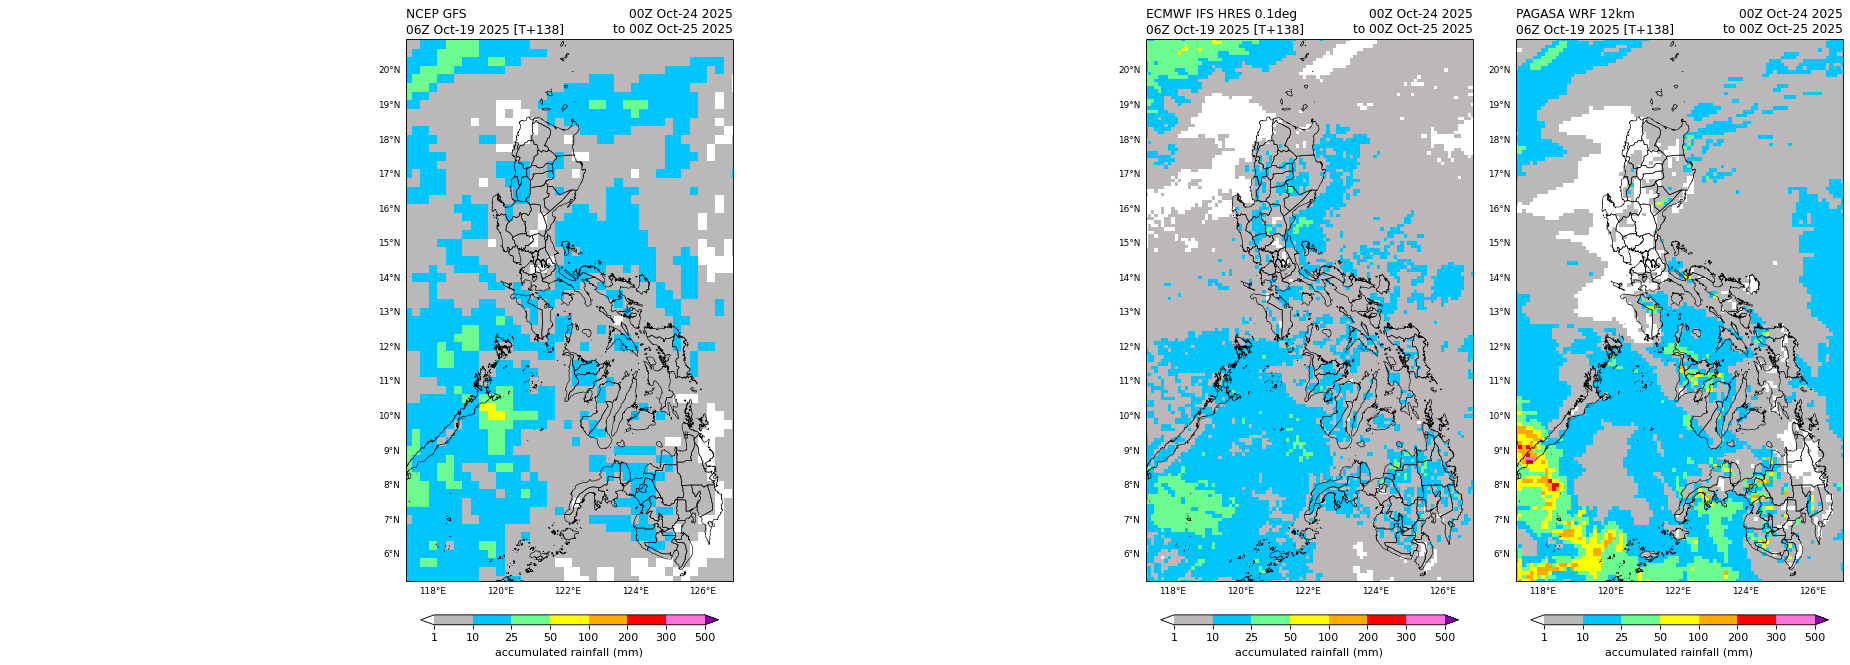 NCEP GFS 00Z Oct-24 2025
06Z Oct-19 2025 [T+138] to 00Z Oct-25 2025
20°N
19°N
18°N
17°N
16°N
15°N
14°N
13°N
12°N
11°N
10°N
9°N
8°N
7°N
6°N
118°E 120°E 122°E 124°E 126°E
1 10 25 50 100 200 300 500
accumulated rainfall (mm)
ECMWF IFS HRES 0.1deg 00Z Oct-24 2025
06Z Oct-19 2025 [T+138] to 00Z Oct-25 2025
20°N
19°N
18°N
17°N
16°N
15°N
14°N
13°N
12°N
11°N
10°N
9°N
8°N
7°N
6°N
118°E 120°E 122°E 124°E 126°E
1 10 25 50 100 200 300 500
accumulated rainfall (mm)
PAGASA WRF 12km 00Z Oct-24 2025
06Z Oct-19 2025 [T+138] to 00Z Oct-25 2025
20°N
19°N
18°N
17°N
16°N
15°N
14°N
13°N
12°N
11°N
10°N
9°N
8°N
7°N
6°N
118°E 120°E 122°E 124°E 126°E
1 10 25 50 100 200 300 500
accumulated rainfall (mm)